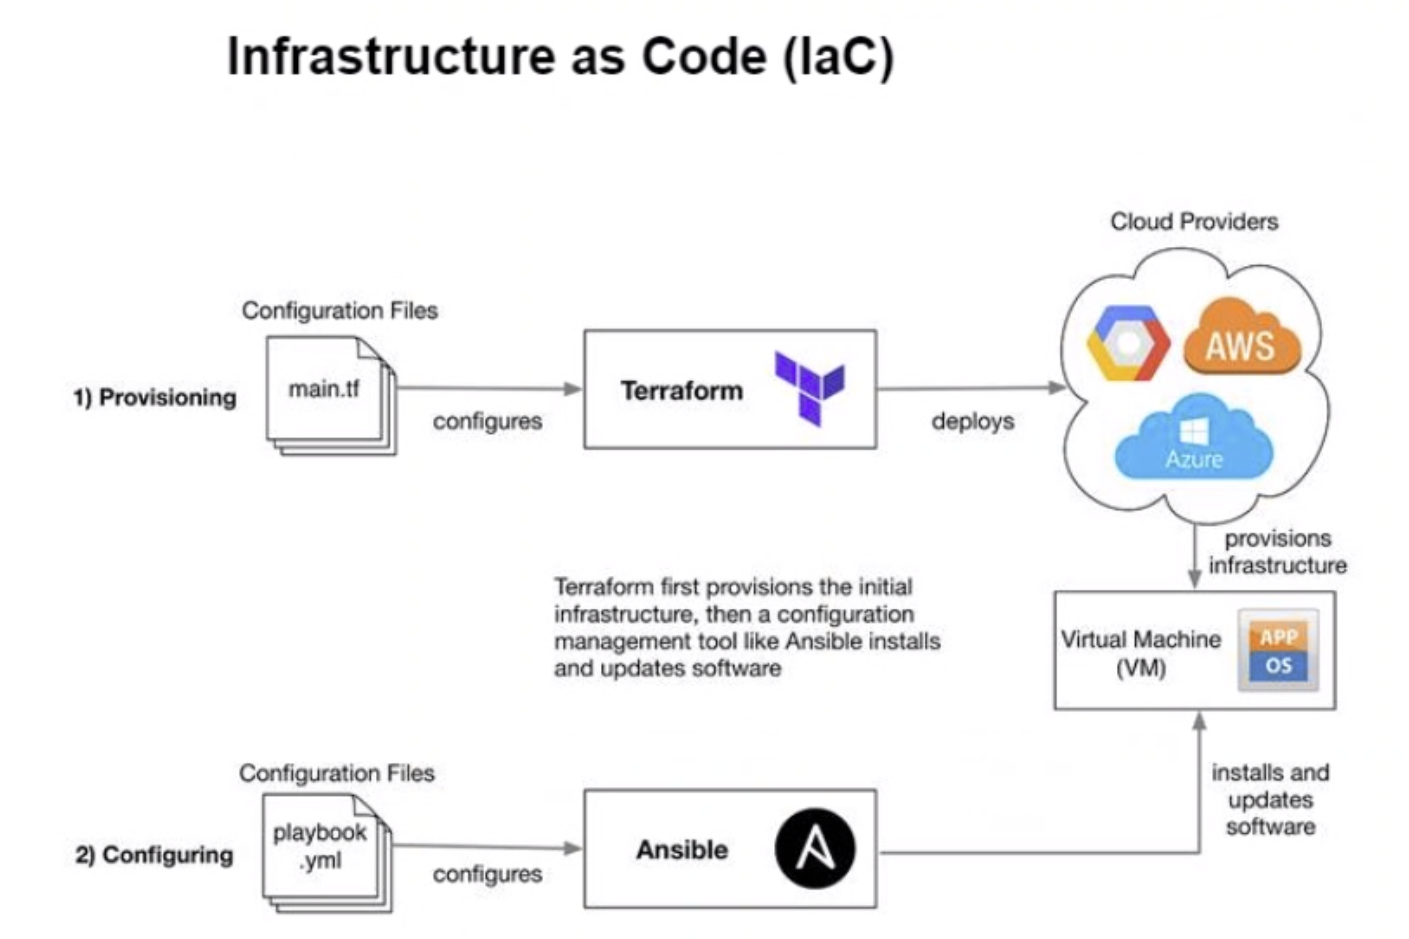 Infrastructure as Code (IaC)
Cloud Providers
Configuration Files
1) Provisioning
main.tf
configures
Terraform
deploys
AWS
Azure
provisions
infrastructure
Terraform first provisions the initial
infrastructure, then a configuration
management tool like Ansible installs
and updates software
Virtual Machine
(VM)
APP
OS
Configuration Files
2) Configuring
playbook
.yml
configures
Ansible
installs and
updates
software